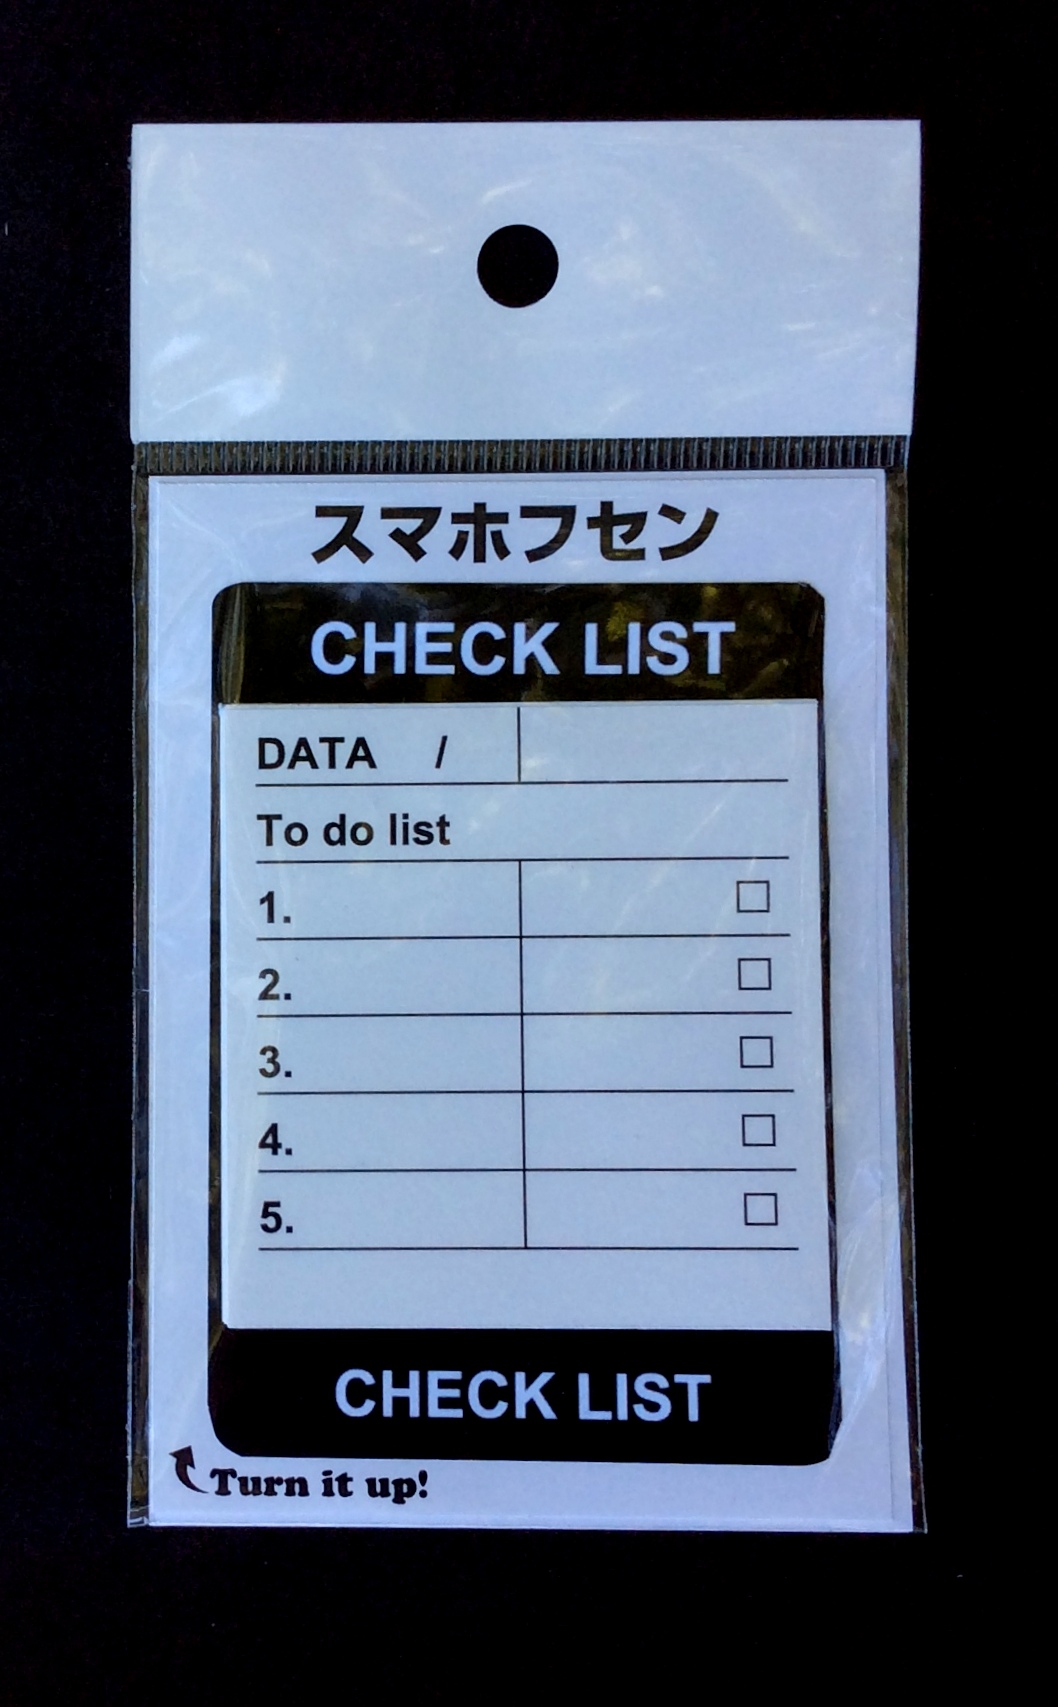 スマホフセン
CHECK LIST
DATA /
To do list
1. □
2. □
3. □
4. □
5. □
CHECK LIST
Turn it up!